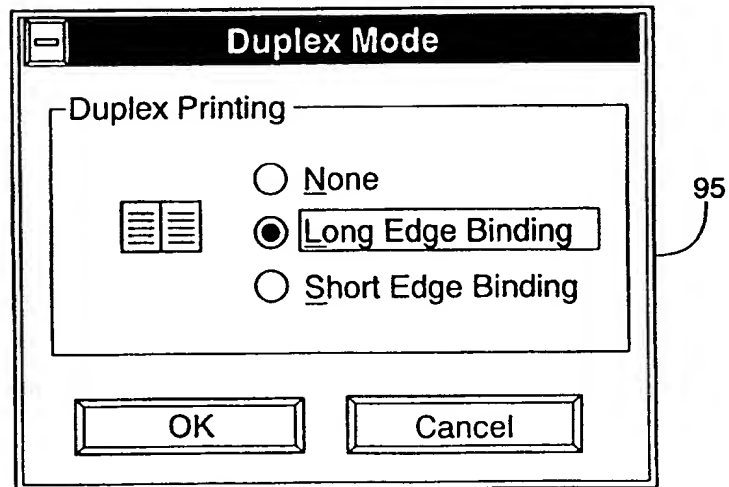 Duplex Mode
Duplex Printing
None
Long Edge Binding
Short Edge Binding
95
OK
Cancel